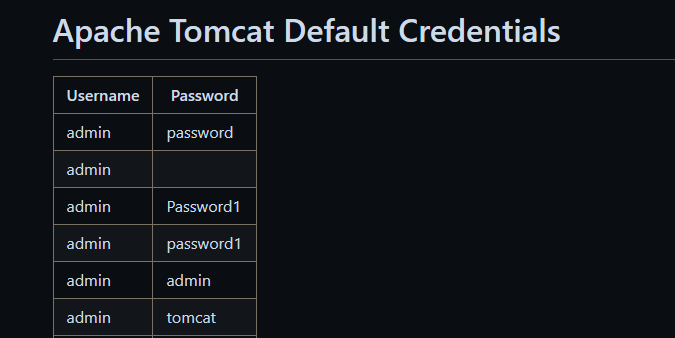 Apache Tomcat Default Credentials
Username Password
admin password
admin
admin Password1
admin password1
admin admin
admin tomcat